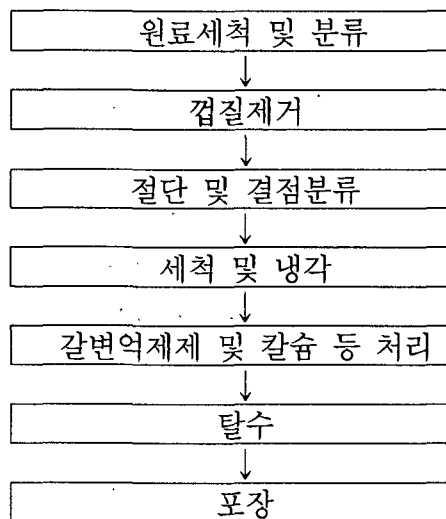 원료세척 및 분류
껍질제거
절단 및 결점분류
세척 및 냉각
갈변억제제 및 칼슘 등 처리
탈수
포장